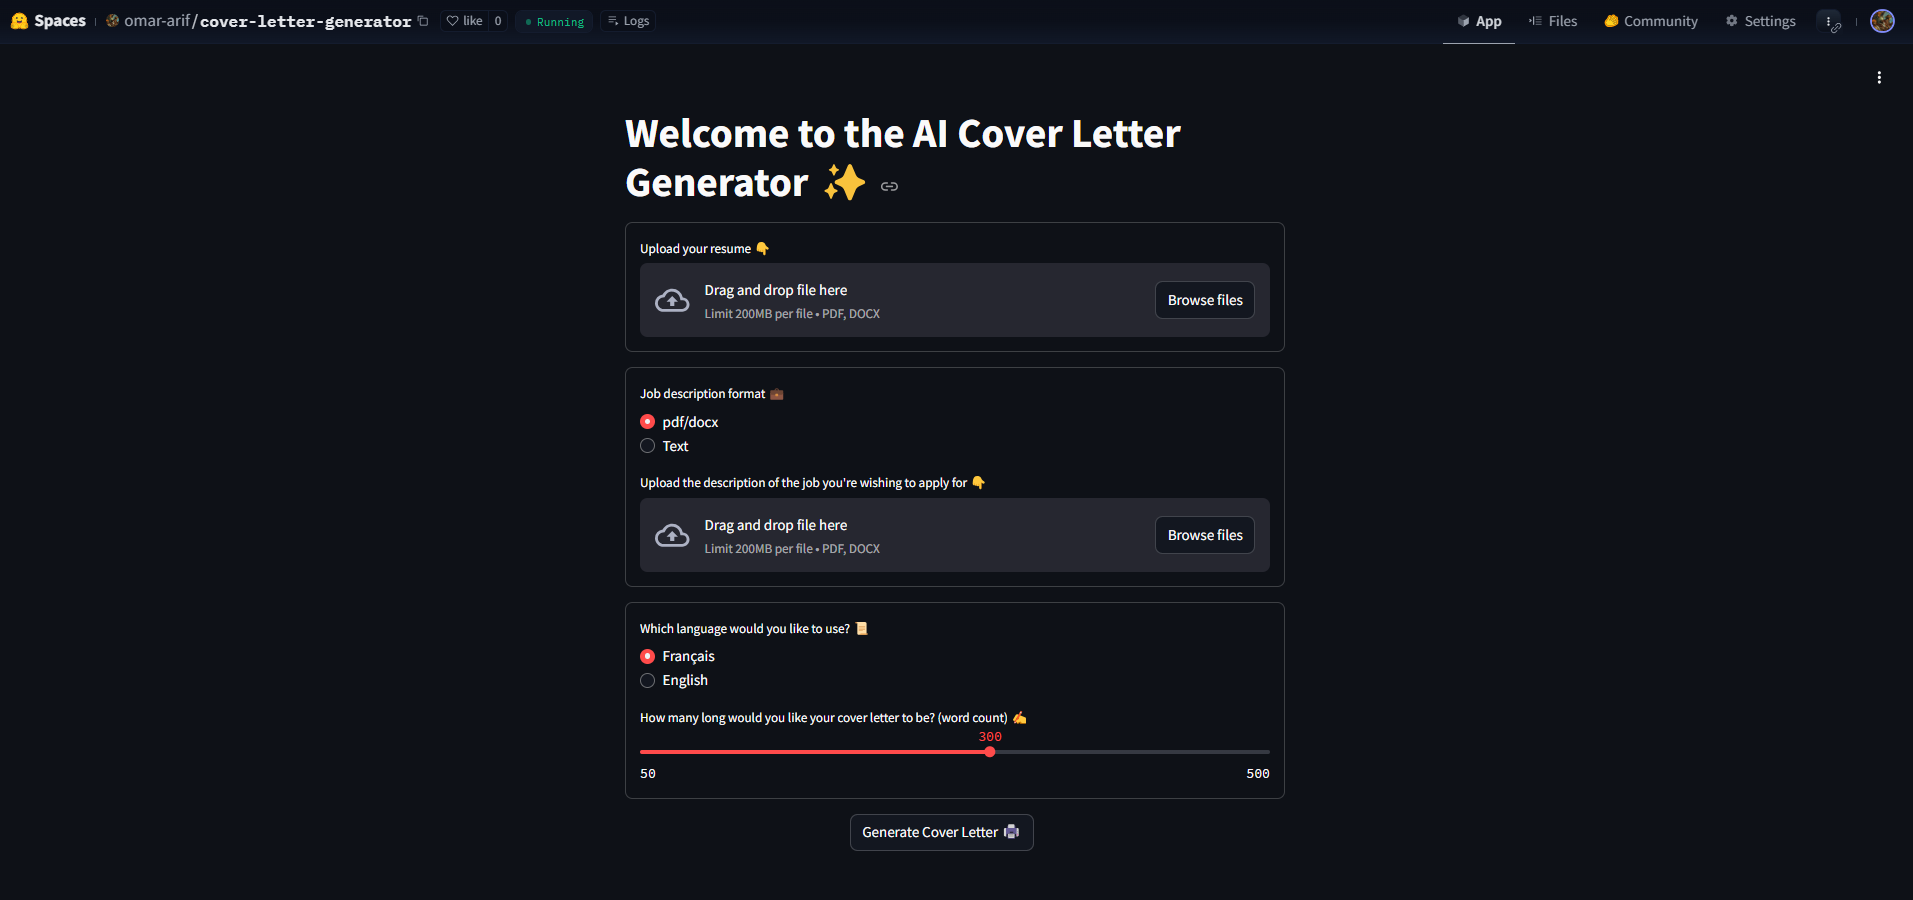 Spaces omar-arif/cover-letter-generator like 0 Running Logs App Files Community Settings
Welcome to the AI Cover Letter
Generator ✨
Upload your resume 👇
Drag and drop file here
Limit 200MB per file • PDF, DOCX
Browse files
Job description format 💼
pdf/docx
Text
Upload the description of the job you're wishing to apply for 👇
Drag and drop file here
Limit 200MB per file • PDF, DOCX
Browse files
Which language would you like to use? 📜
Français
English
How many long would you like your cover letter to be? (word count) ✍️
300
50 500
Generate Cover Letter 🖨️